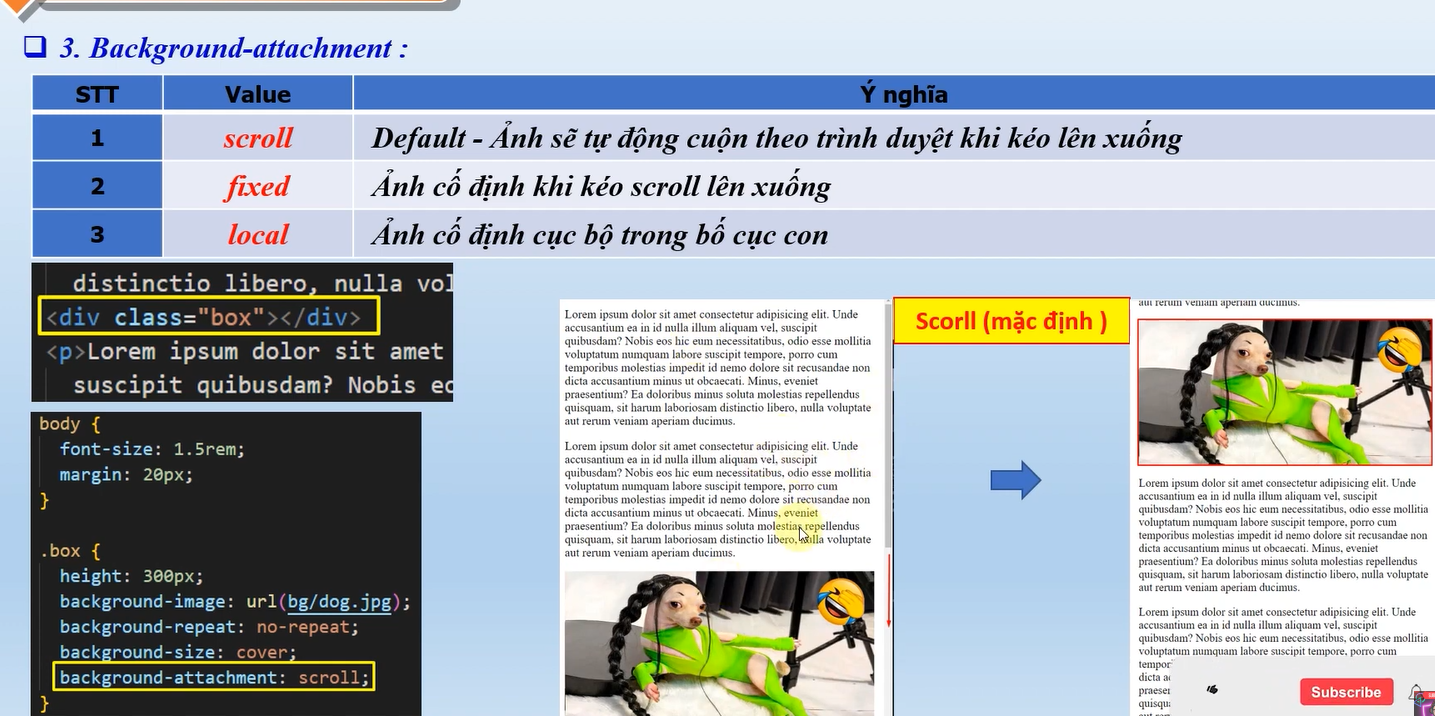 3. Background-attachment :
STT Value Ý nghĩa
1 scroll Default - Ảnh sẽ tự động cuộn theo trình duyệt khi kéo lên xuống
2 fixed Ảnh cố định khi kéo scroll lên xuống
3 local Ảnh cố định cục bộ trong bố cục con
distinctio libero, nulla vol
<div class="box"></div>
<p>Lorem ipsum dolor sit amet
suscipit quibusdam? Nobis eo
body {
font-size: 1.5rem;
margin: 20px;
}
.box {
height: 300px;
background-image: url(bg/dog.jpg);
background-repeat: no-repeat;
background-size: cover;
background-attachment: scroll;
}
Lorem ipsum dolor sit amet consectetur adipisicing elit. Unde
accusantium ea in id nulla illum aliquam vel, suscipit
quibusdam? Nobis eos hic eum necessitatibus, odio esse mollitia
voluptatum numquam labore suscipit tempore, porro cum
temporibus molestias impedit id nemo dolore sit recusandae non
dicta accusantium minus ut obcaecati. Minus, eveniet
praesentium? Ea doloribus minus soluta molestias repellendus
quisquam, sit harum laboriosam distinctio libero, nulla voluptate
aut rerum veniam aperiam ducimus.
Lorem ipsum dolor sit amet consectetur adipisicing elit. Unde
accusantium ea in id nulla illum aliquam vel, suscipit
quibusdam? Nobis eos hic eum necessitatibus, odio esse mollitia
voluptatum numquam labore suscipit tempore, porro cum
temporibus molestias impedit id nemo dolore sit recusandae non
dicta accusantium minus ut obcaecati. Minus, eveniet
praesentium? Ea doloribus minus soluta molestias repellendus
quisquam, sit harum laboriosam distinctio libero, nulla voluptate
aut rerum veniam aperiam ducimus.
Scorll (mặc định )
aut rerum veniam aperiam ducimus.
Lorem ipsum dolor sit amet consectetur adipisicing elit. Unde
accusantium ea in id nulla illum aliquam vel, suscipit
quibusdam? Nobis eos hic eum necessitatibus, odio esse mollitia
voluptatum numquam labore suscipit tempore, porro cum
temporibus molestias impedit id nemo dolore sit recusandae non
dicta accusantium minus ut obcaecati. Minus, eveniet
praesentium? Ea doloribus minus soluta molestias repellendus
quisquam, sit harum laboriosam distinctio libero, nulla voluptate
aut rerum veniam aperiam ducimus.
Lorem ipsum dolor sit amet consectetur adipisicing elit. Unde
accusantium ea in id nulla illum aliquam vel, suscipit
quibusdam? Nobis eos hic eum necessitatibus, odio esse mollitia
voluptatum numquam labore suscipit tempore, porro cum
tempor
dicta ac
praesen
quisqua
Subscribe